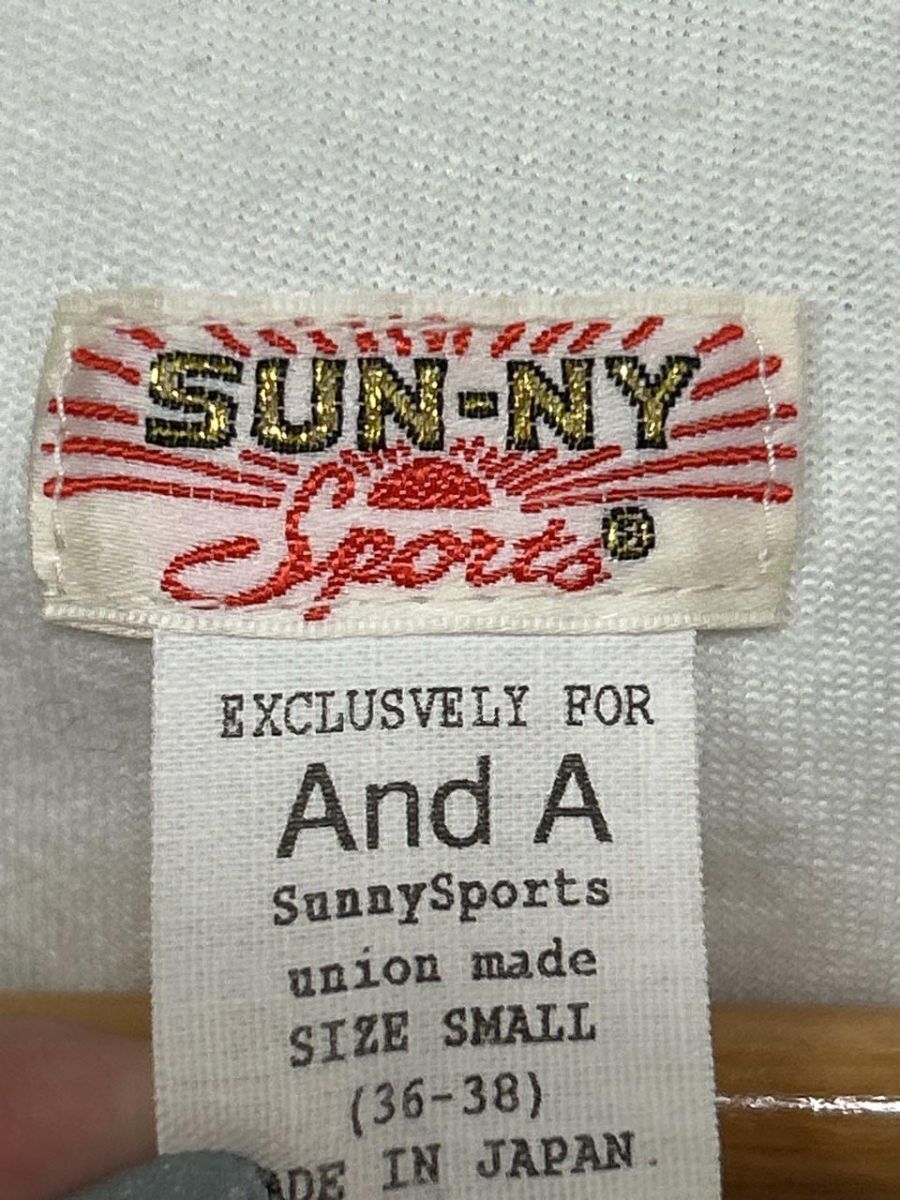 SUN-NY
Sports®
EXCLUSVELY FOR
And A
SunnySports
union made
SIZE SMALL
(36-38)
ADE IN JAPAN.